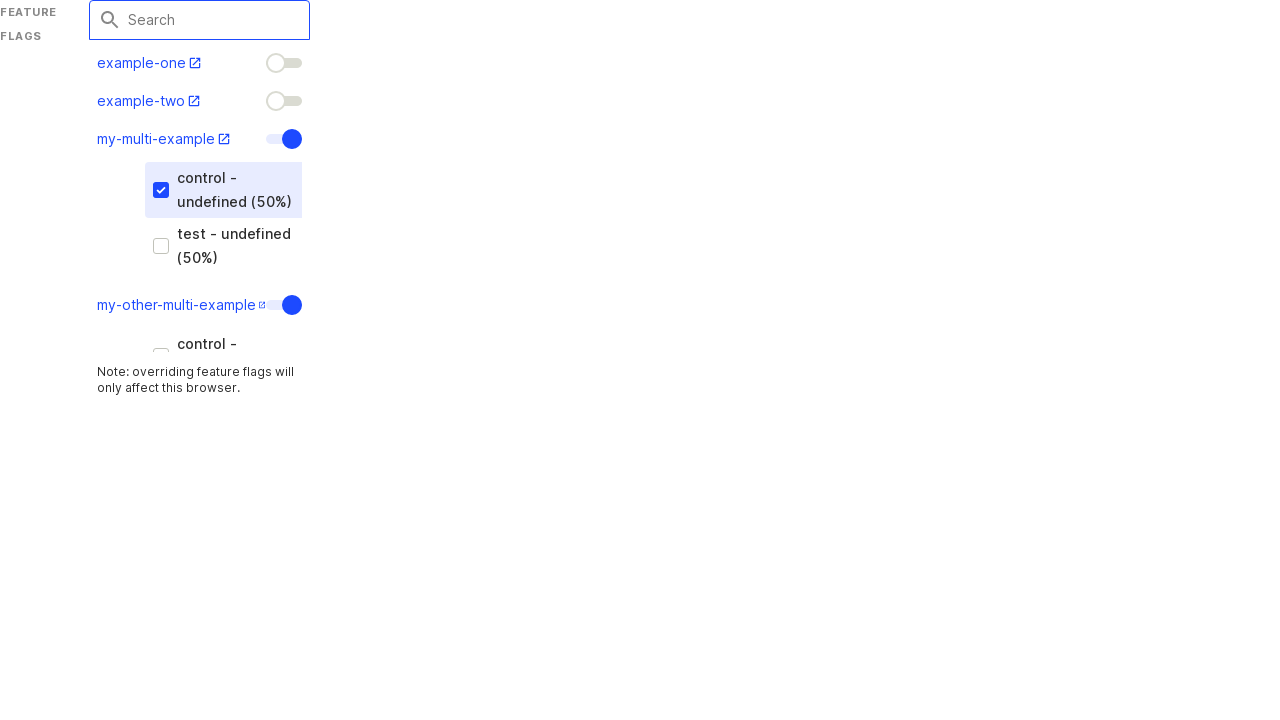 FEATURE
FLAGS
Search
example-one
example-two
my-multi-example
control -
undefined (50%)
test - undefined
(50%)
my-other-multi-example
control -
Note: overriding feature flags will
only affect this browser.